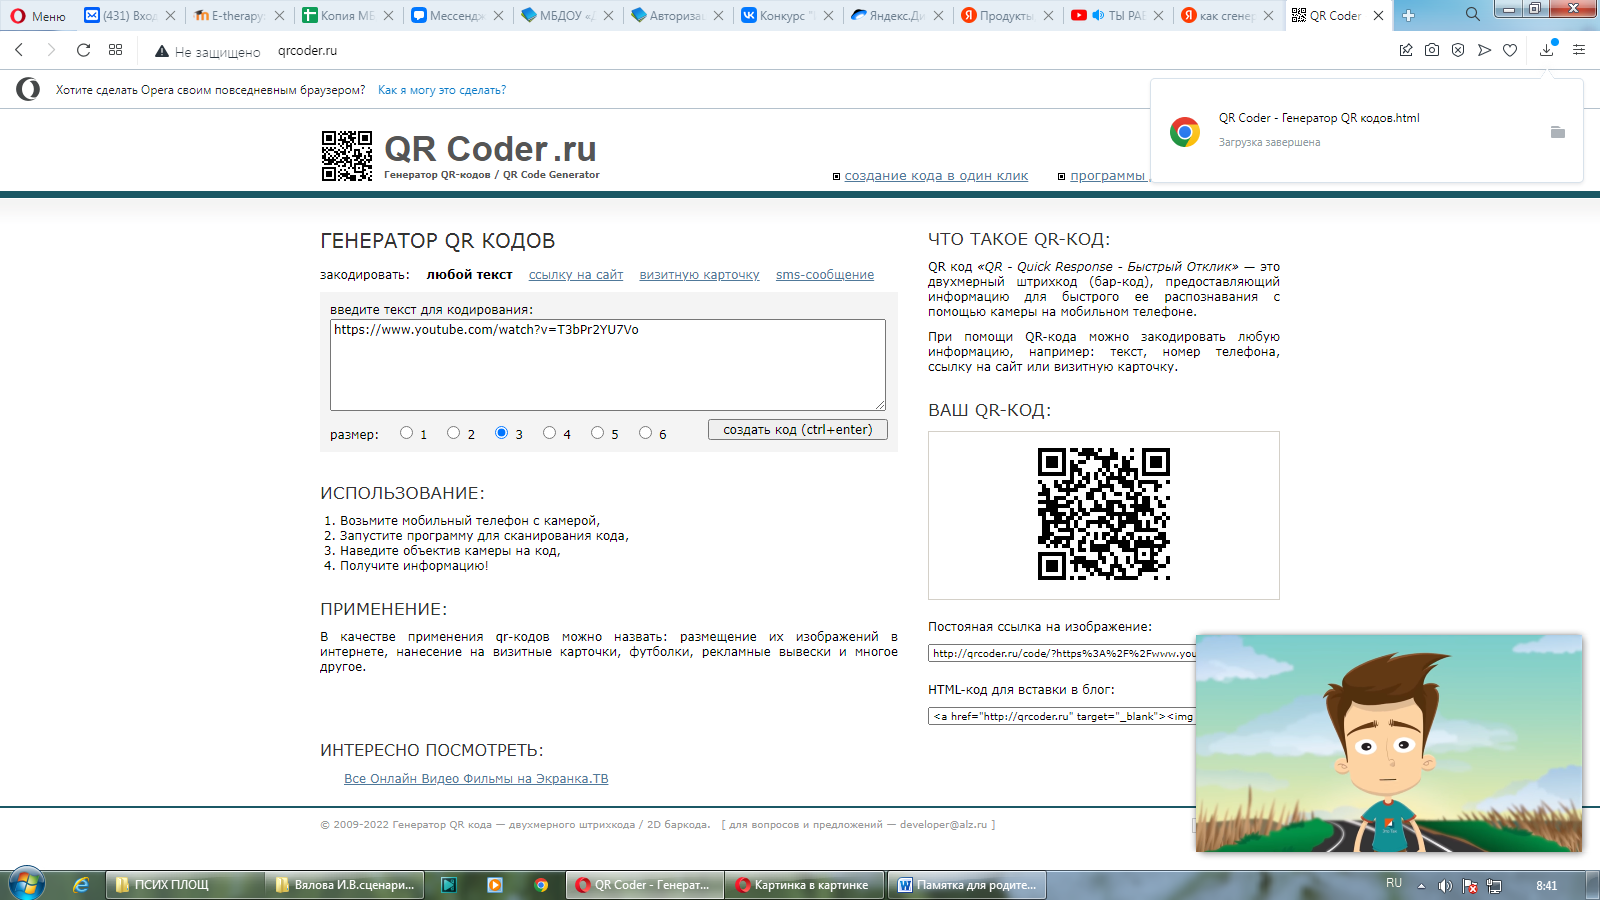 Меню
(431) Вход
E-therapy:
Копия МБ
Мессендж
МБДОУ «Д
Авторизац
Конкурс "
Яндекс.Ди
Продукты
ТЫ РАБ
как сгенер
QR Coder
Не защищено
qrcoder.ru
Хотите сделать Opera своим повседневным браузером?
Как я могу это сделать?
QR Coder - Генератор QR кодов.html
Загрузка завершена
QR Coder.ru
Генератор QR-кодов / QR Code Generator
создание кода в один клик
программы
ГЕНЕРАТОР QR КОДОВ
закодировать: любой текст ссылку на сайт визитную карточку sms-сообщение
введите текст для кодирования:
https://www.youtube.com/watch?v=T3bPr2YU7Vo
размер: 1 2 3 4 5 6
создать код (ctrl+enter)
ИСПОЛЬЗОВАНИЕ:
1. Возьмите мобильный телефон с камерой,
2. Запустите программу для сканирования кода,
3. Наведите объектив камеры на код,
4. Получите информацию!
ПРИМЕНЕНИЕ:
В качестве применения qr-кодов можно назвать: размещение их изображений в
интернете, нанесение на визитные карточки, футболки, рекламные вывески и многое
другое.
ИНТЕРЕСНО ПОСМОТРЕТЬ:
Все Онлайн Видео Фильмы на Экранка.ТВ
ЧТО ТАКОЕ QR-КОД:
QR код «QR - Quick Response - Быстрый Отклик» — это
двухмерный штрихкод (бар-код), предоставляющий
информацию для быстрого ее распознавания с
помощью камеры на мобильном телефоне.
При помощи QR-кода можно закодировать любую
информацию, например: текст, номер телефона,
ссылку на сайт или визитную карточку.
ВАШ QR-КОД:
Постояная ссылка на изображение:
http://qrcoder.ru/code/?https%3A%2F%2Fwww.you
HTML-код для вставки в блог:
<a href="http://qrcoder.ru" target="_blank"><img
© 2009-2022 Генератор QR кода — двухмерного штрихкода / 2D баркода. [ для вопросов и предложений — developer@alz.ru ]
ПСИХ ПЛОЩ
Вялова И.В.сценари...
QR Coder - Генерат...
Картинка в картинке
Памятка для родите...
RU
8:41